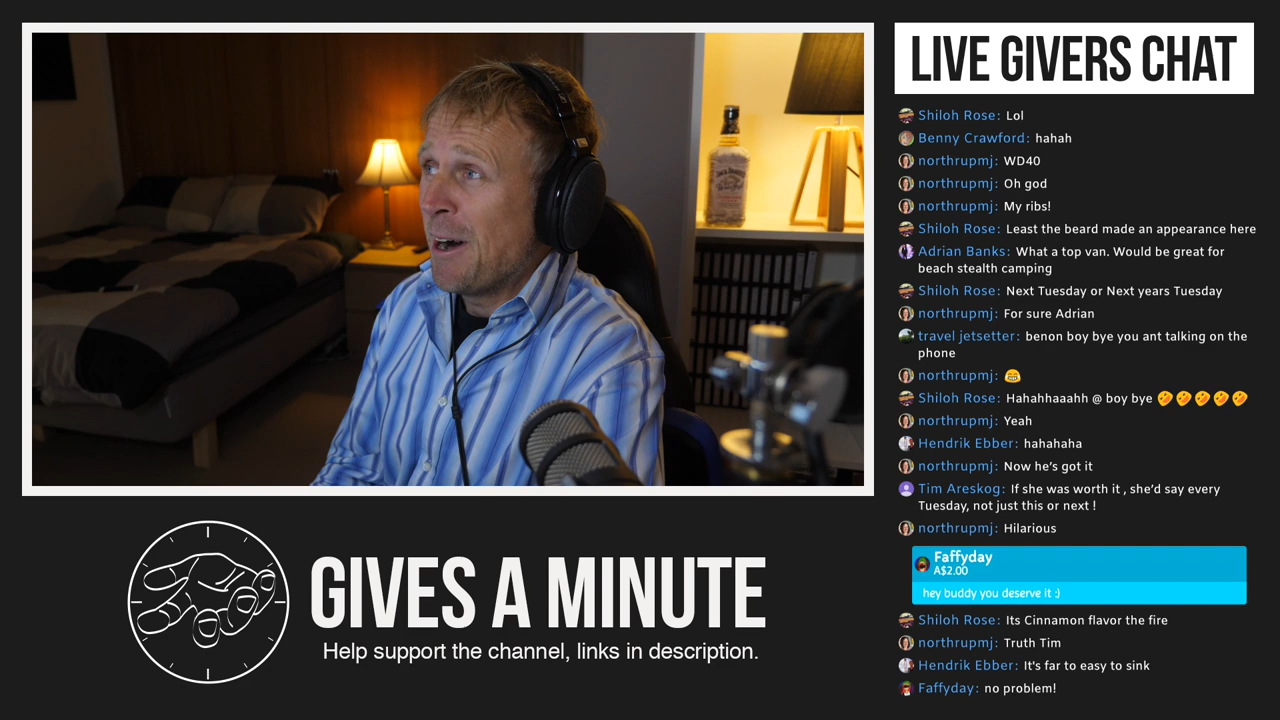 LIVE GIVERS CHAT
Shiloh Rose: Lol
Benny Crawford: hahah
northrupmj: WD40
northrupmj: Oh god
northrupmj: My ribs!
Shiloh Rose: Least the beard made an appearance here
Adrian Banks: What a top van. Would be great for
beach stealth camping
Shiloh Rose: Next Tuesday or Next years Tuesday
northrupmj: For sure Adrian
travel jetsetter: benon boy bye you ant talking on the
phone
northrupmj: 😂
Shiloh Rose: Hahahhaaahh @ boy bye
northrupmj: Yeah
Hendrik Ebber: hahahaha
northrupmj: Now he's got it
Tim Areskog: If she was worth it , she'd say every
Tuesday, not just this or next !
northrupmj: Hilarious
Faffyday
A$2.00
hey buddy you deserve it :)
Shiloh Rose: Its Cinnamon flavor the fire
northrupmj: Truth Tim
Hendrik Ebber: It's far to easy to sink
Faffyday: no problem!
GIVES A MINUTE
Help support the channel, links in description.